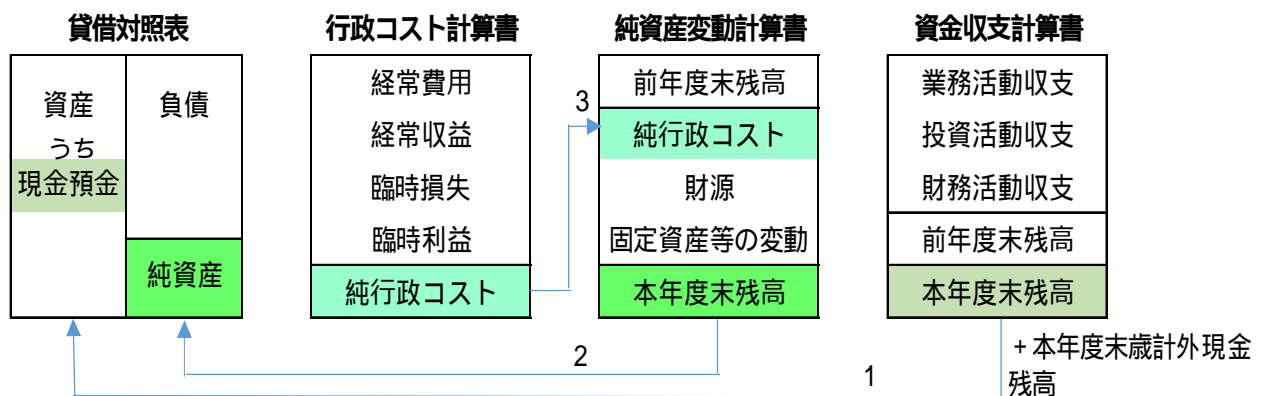 貸借対照表
資産
うち
現金預金
負債
純資産
行政コスト計算書
経常費用
経常収益
臨時損失
臨時利益
純行政コスト
3
純資産変動計算書
前年度末残高
純行政コスト
財源
固定資産等の変動
本年度末残高
資金収支計算書
業務活動収支
投資活動収支
財務活動収支
前年度末残高
本年度末残高
2
1
+本年度末歳計外現金
残高